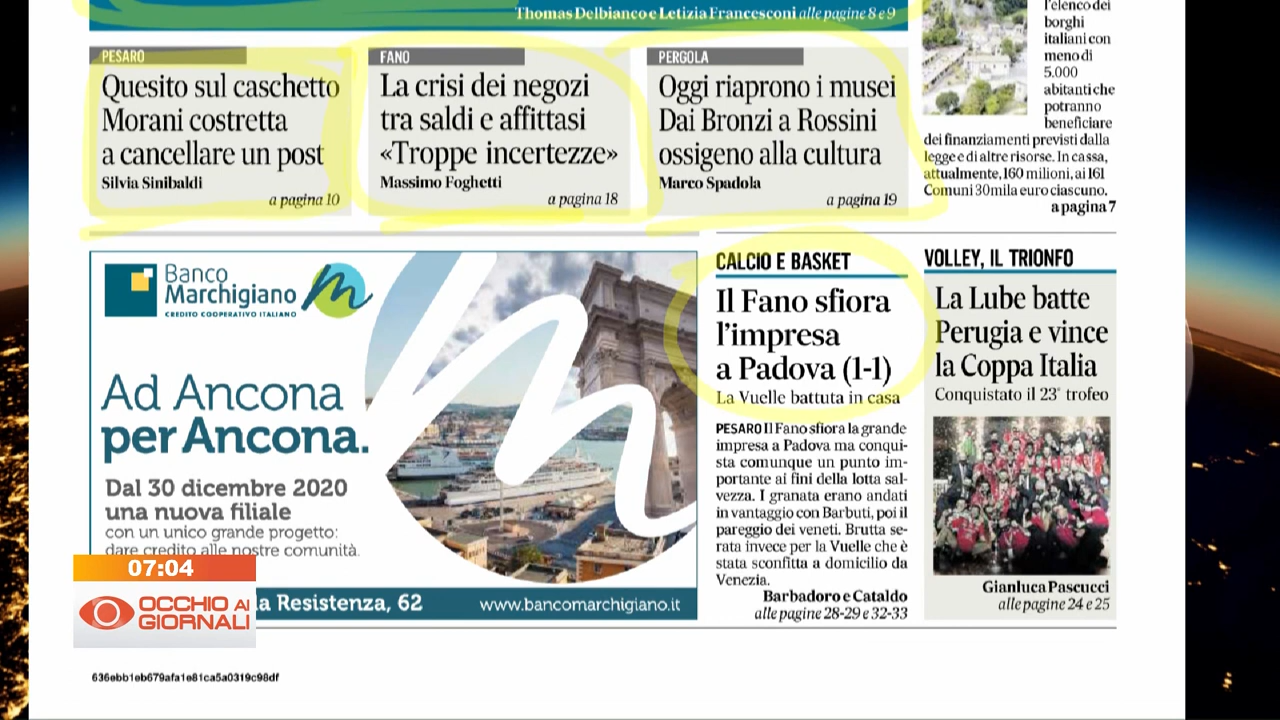 Thomas Delbianco e Letizia Francesconi alle pagine 8 e 9
PESARO
Quesito sul caschetto
Morani costretta
a cancellare un post
Silvia Sinibaldi
a pagina 10
FANO
La crisi dei negozi
tra saldi e affittasi
«Troppe incertezze»
Massimo Foghetti
a pagina 18
PERGOLA
Oggi riaprono i musei
Dai Bronzi a Rossini
ossigeno alla cultura
Marco Spadola
a pagina 19
l'elenco dei
borghi
italiani con
meno di
5.000
abitanti che
potranno
beneficiare
dei finanziamenti previsti dalla
legge e di altre risorse. In cassa,
attualmente, 160 milioni, ai 161
Comuni 30mila euro ciascuno.
a pagina 7
Banco
Marchigiano
CREDITO COOPERATIVO ITALIANO
Ad Ancona
per Ancona.
Dal 30 dicembre 2020
una nuova filiale
con un unico grande progetto:
dare credito alle nostre comunità.
la Resistenza, 62
www.bancomarchigiano.it
CALCIO E BASKET
Il Fano sfiora
l'impresa
a Padova (1-1)
La Vuelle battuta in casa
PESARO Il Fano sfiora la grande
impresa a Padova ma conqui-
sta comunque un punto im-
portante ai fini della lotta sal-
vezza. I granata erano andati
in vantaggio con Barbuti, poi il
pareggio dei veneti. Brutta se-
rata invece per la Vuelle che è
stata sconfitta a domicilio da
Venezia.
Barbadoro e Cataldo
alle pagine 28-29 e 32-33
VOLLEY, IL TRIONFO
La Lube batte
Perugia e vince
la Coppa Italia
Conquistato il 23° trofeo
Gianluca Pascucci
alle pagine 24 e 25
07:04
OCCHIO AI
GIORNALI
636ebb1eb679afa1e81ca5a0319c98df